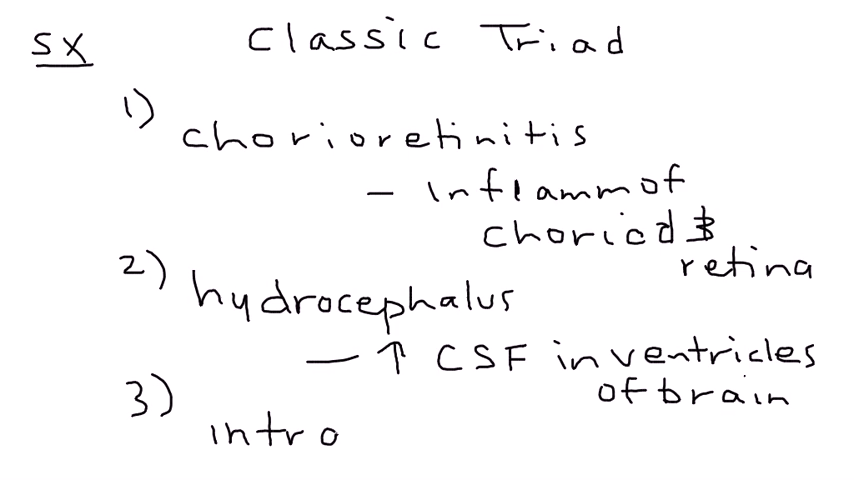 Sx Classic Triad
1)
chorioretinitis
- Inflamm of
choriod &
retina
2)
hydrocephalus
— ↑ CSF in ventricles
of brain
3)
intro